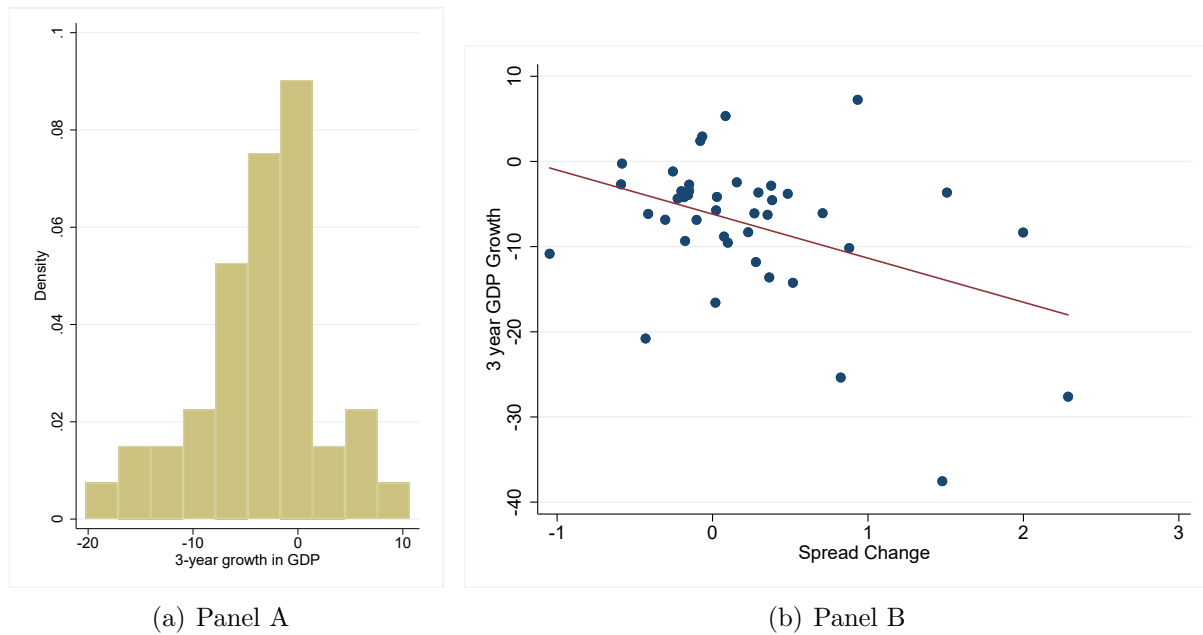 .1
.08
.06
.04
.02
0
Density
-20 -10 0 10
3-year growth in GDP
(a) Panel A
10
0
-10
-20
-30
-40
3 year GDP Growth
-1 0 1 2 3
Spread Change
(b) Panel B